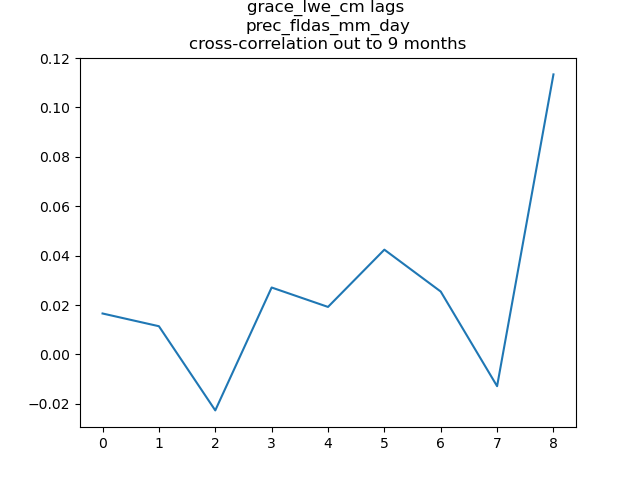 grace_lwe_cm lags
prec_fldas_mm_day
cross-correlation out to 9 months
0.12
0.10
0.08
0.06
0.04
0.02
0.00
−0.02
0 1 2 3 4 5 6 7 8